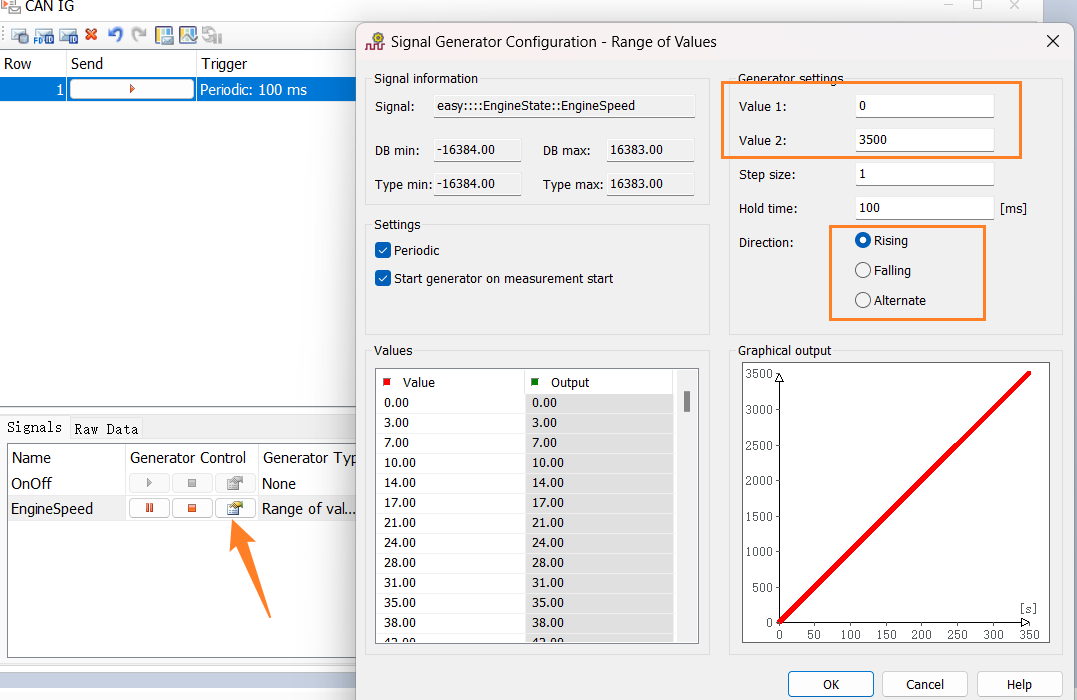 CAN IG
Row Send Trigger
1 Periodic: 100 ms
Signals Raw Data
Name Generator Control Generator Typ
OnOff None
EngineSpeed Range of val...
Signal Generator Configuration - Range of Values
Signal information
Signal: easy::::EngineState::EngineSpeed
DB min: -16384.00 DB max: 16383.00
Type min: -16384.00 Type max: 16383.00
Settings
Periodic
Start generator on measurement start
Generator settings
Value 1: 0
Value 2: 3500
Step size: 1
Hold time: 100 [ms]
Direction: Rising
Falling
Alternate
Values
Value Output
0.00 0.00
3.00 3.00
7.00 7.00
10.00 10.00
14.00 14.00
17.00 17.00
21.00 21.00
24.00 24.00
28.00 28.00
31.00 31.00
35.00 35.00
38.00 38.00
42.00 42.00
Graphical output
3500
3000
2500
2000
1500
1000
500
0
[s]
0 50 100 150 200 250 300 350
OK Cancel Help